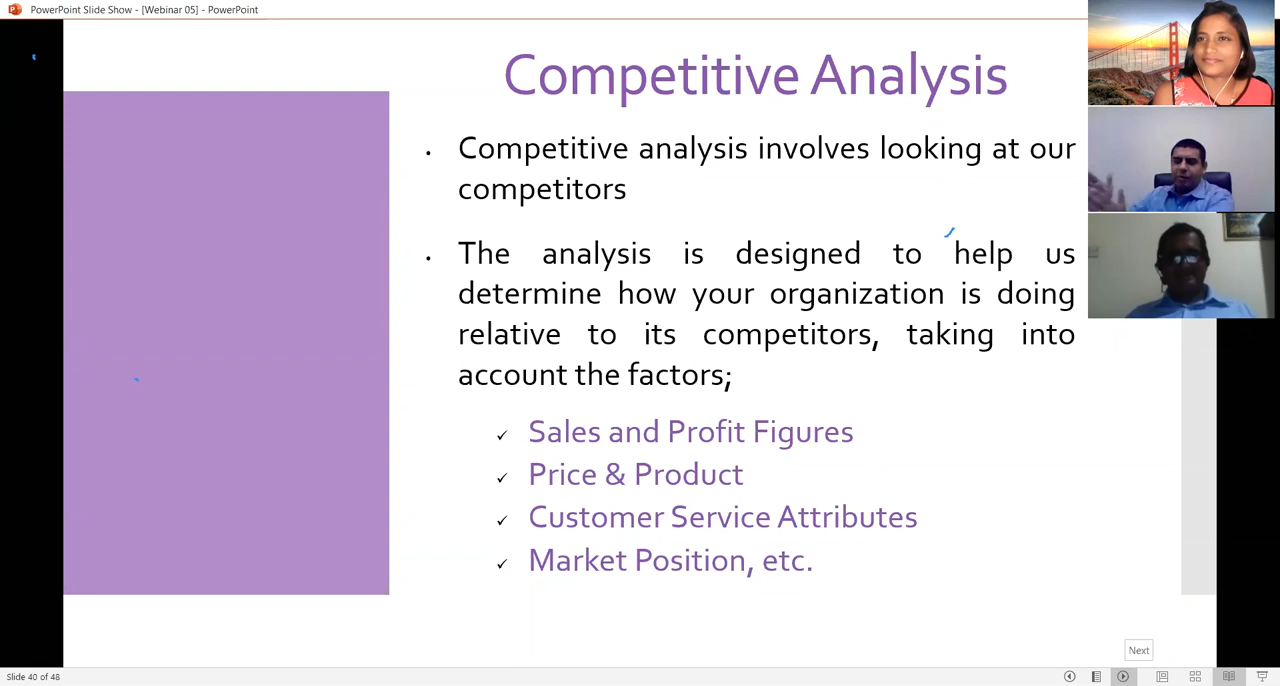 PowerPoint Slide Show - [Webinar 05] - PowerPoint
Competitive Analysis
• Competitive analysis involves looking at our
competitors
• The analysis is designed to help us
determine how your organization is doing
relative to its competitors, taking into
account the factors;
✓ Sales and Profit Figures
✓ Price & Product
✓ Customer Service Attributes
✓ Market Position, etc.
Next
Slide 40 of 48